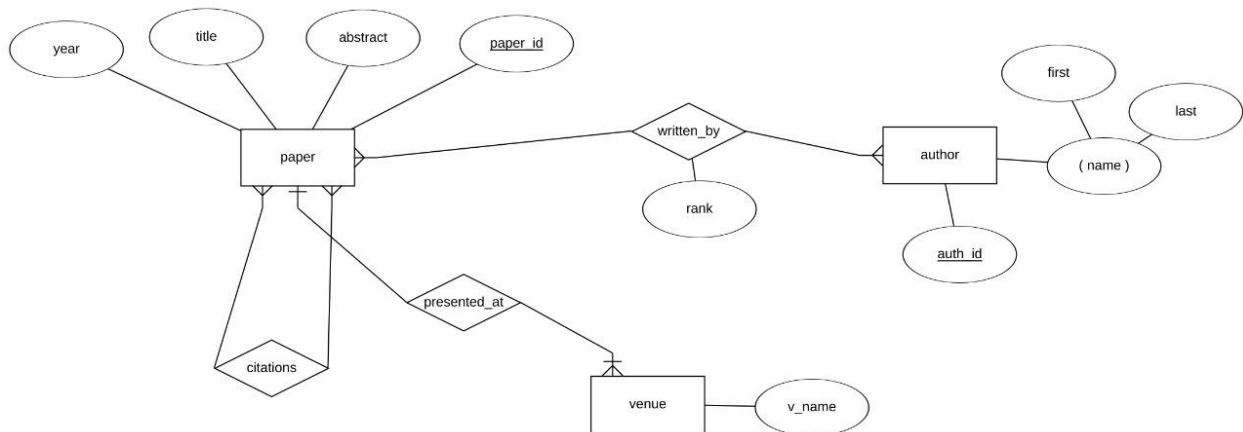 year
title
abstract
paper_id
first
last
paper
written_by
author
( name )
rank
auth_id
presented_at
citations
venue
v_name